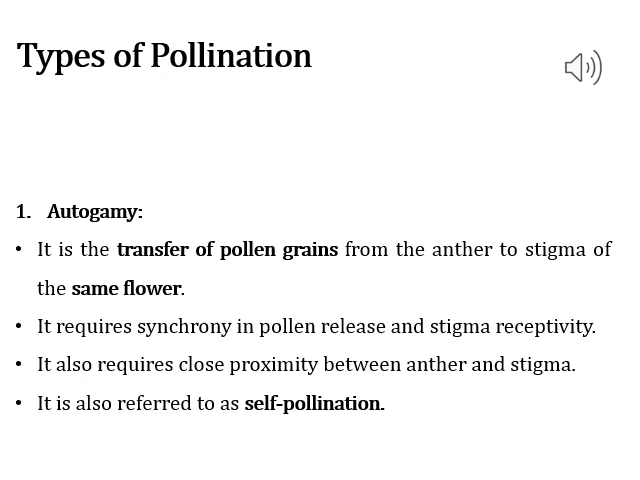 Types of Pollination
1. Autogamy:
• It is the transfer of pollen grains from the anther to stigma of
the same flower.
• It requires synchrony in pollen release and stigma receptivity.
• It also requires close proximity between anther and stigma.
• It is also referred to as self-pollination.